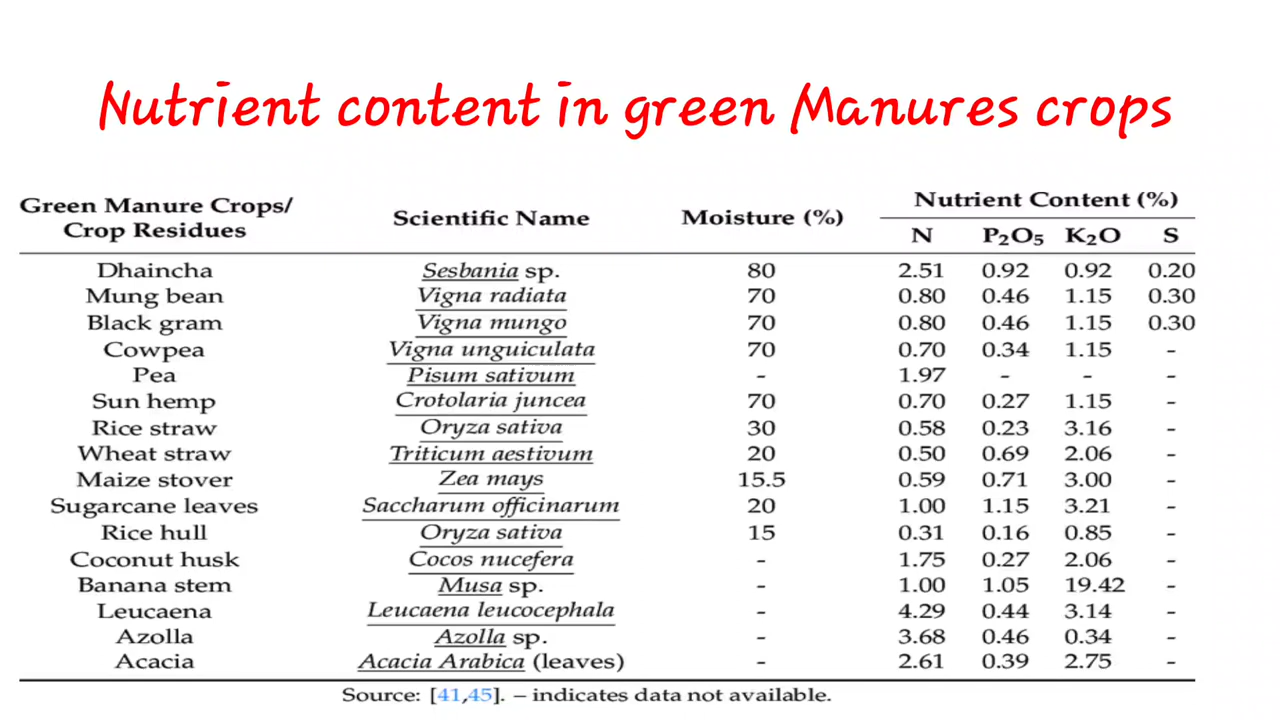 Nutrient content in green Manures crops
Green Manure Crops/ Crop Residues Scientific Name Moisture (%) Nutrient Content (%)
N P₂O₅ K₂O S
Dhaincha Sesbania sp. 80 2.51 0.92 0.92 0.20
Mung bean Vigna radiata 70 0.80 0.46 1.15 0.30
Black gram Vigna mungo 70 0.80 0.46 1.15 0.30
Cowpea Vigna unguiculata 70 0.70 0.34 1.15 -
Pea Pisum sativum - 1.97 - - -
Sun hemp Crotolaria juncea 70 0.70 0.27 1.15 -
Rice straw Oryza sativa 30 0.58 0.23 3.16 -
Wheat straw Triticum aestivum 20 0.50 0.69 2.06 -
Maize stover Zea mays 15.5 0.59 0.71 3.00 -
Sugarcane leaves Saccharum officinarum 20 1.00 1.15 3.21 -
Rice hull Oryza sativa 15 0.31 0.16 0.85 -
Coconut husk Cocos nucefera - 1.75 0.27 2.06 -
Banana stem Musa sp. - 1.00 1.05 19.42 -
Leucaena Leucaena leucocephala - 4.29 0.44 3.14 -
Azolla Azolla sp. - 3.68 0.46 0.34 -
Acacia Acacia Arabica (leaves) - 2.61 0.39 2.75 -
Source: [41,45]. – indicates data not available.